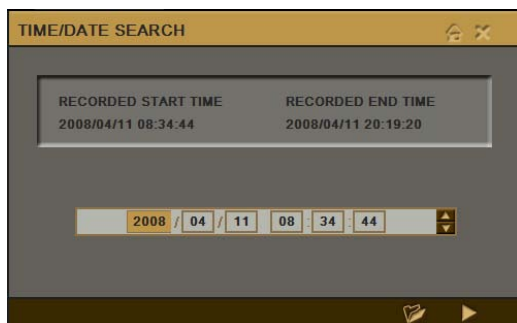 TIME/DATE SEARCH
RECORDED START TIME RECORDED END TIME
2008/04/11 08:34:44 2008/04/11 20:19:20
2008 / 04 / 11 08 : 34 : 44